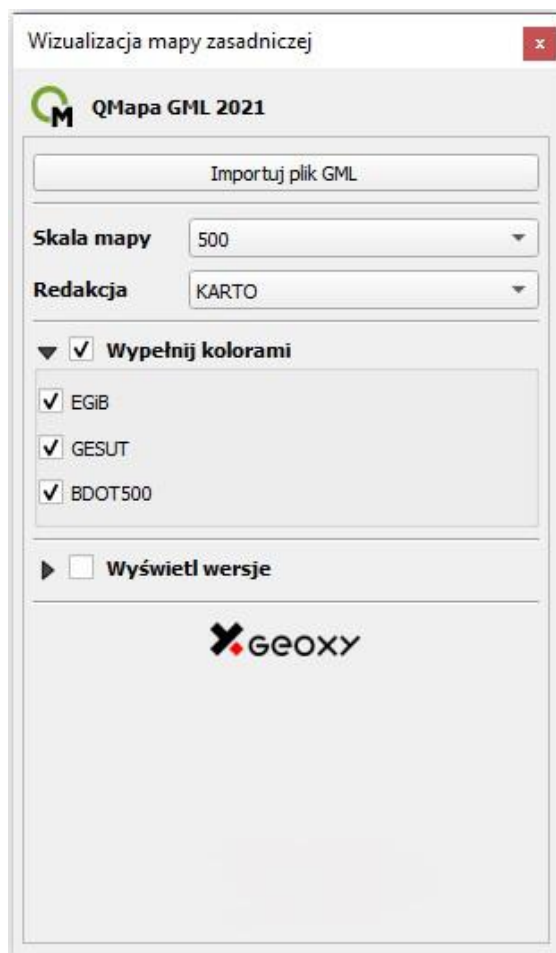 Wizualizacja mapy zasadniczej
x
QMapa GML 2021
Importuj plik GML
Skala mapy 500
Redakcja KARTO
Wypełnij kolorami
EGiB
GESUT
BDOT500
Wyświetl wersje
GEOXY